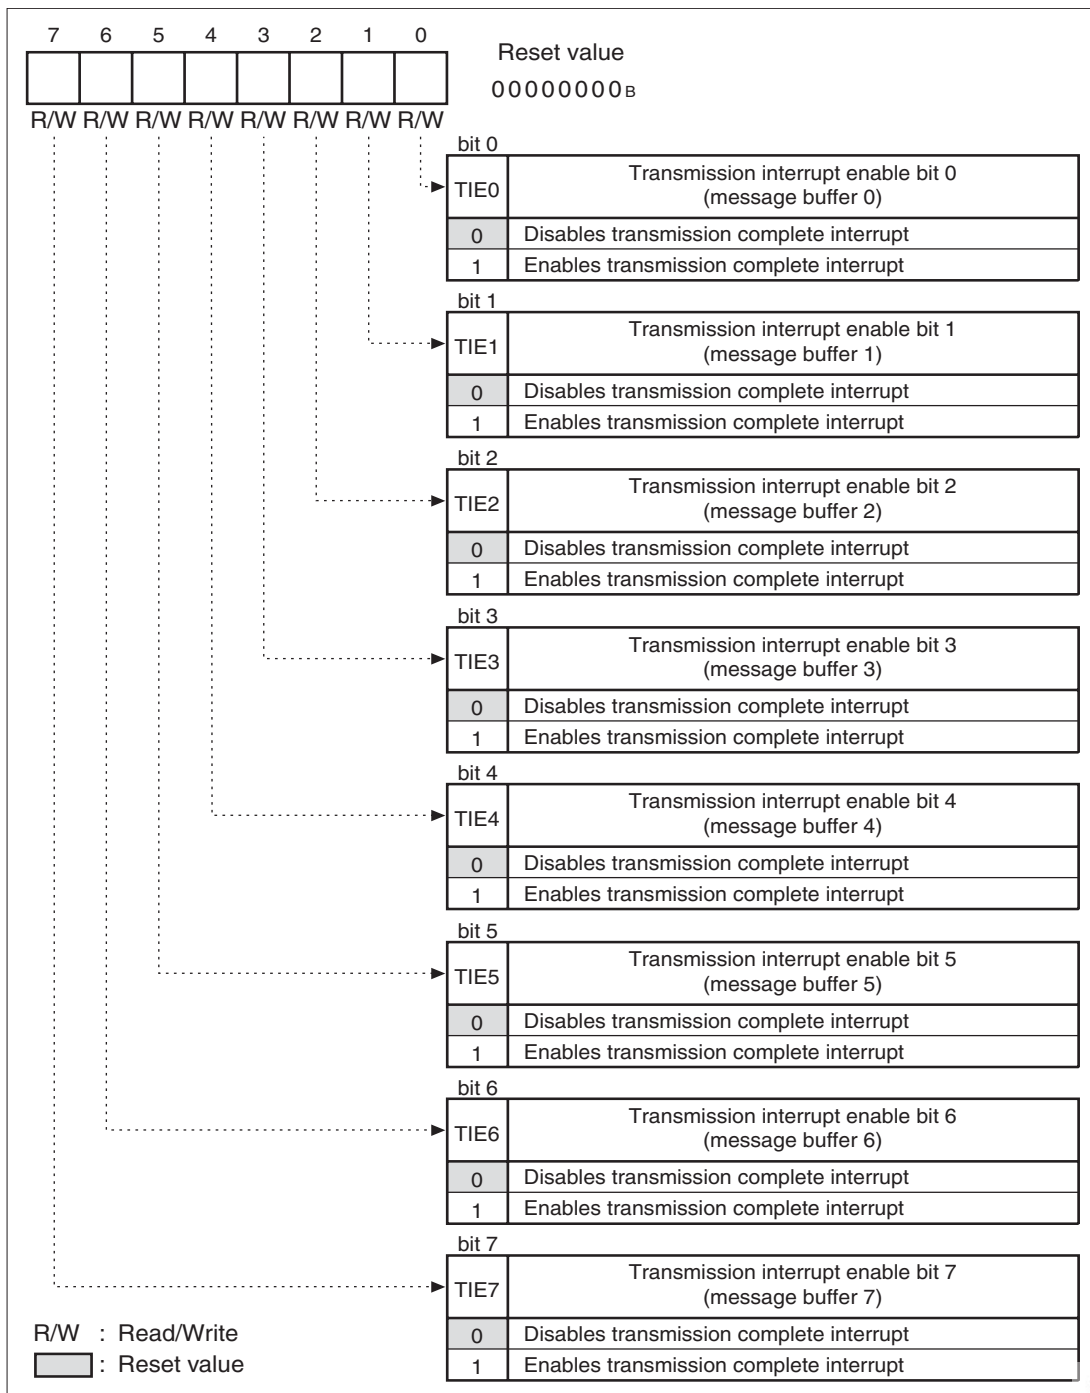 7 6 5 4 3 2 1 0
Reset value
00000000B
R/W R/W R/W R/W R/W R/W R/W R/W
bit 0
TIE0 Transmission interrupt enable bit 0
(message buffer 0)
0 Disables transmission complete interrupt
1 Enables transmission complete interrupt
bit 1
TIE1 Transmission interrupt enable bit 1
(message buffer 1)
0 Disables transmission complete interrupt
1 Enables transmission complete interrupt
bit 2
TIE2 Transmission interrupt enable bit 2
(message buffer 2)
0 Disables transmission complete interrupt
1 Enables transmission complete interrupt
bit 3
TIE3 Transmission interrupt enable bit 3
(message buffer 3)
0 Disables transmission complete interrupt
1 Enables transmission complete interrupt
bit 4
TIE4 Transmission interrupt enable bit 4
(message buffer 4)
0 Disables transmission complete interrupt
1 Enables transmission complete interrupt
bit 5
TIE5 Transmission interrupt enable bit 5
(message buffer 5)
0 Disables transmission complete interrupt
1 Enables transmission complete interrupt
bit 6
TIE6 Transmission interrupt enable bit 6
(message buffer 6)
0 Disables transmission complete interrupt
1 Enables transmission complete interrupt
bit 7
TIE7 Transmission interrupt enable bit 7
(message buffer 7)
0 Disables transmission complete interrupt
1 Enables transmission complete interrupt
R/W : Read/Write
: Reset value